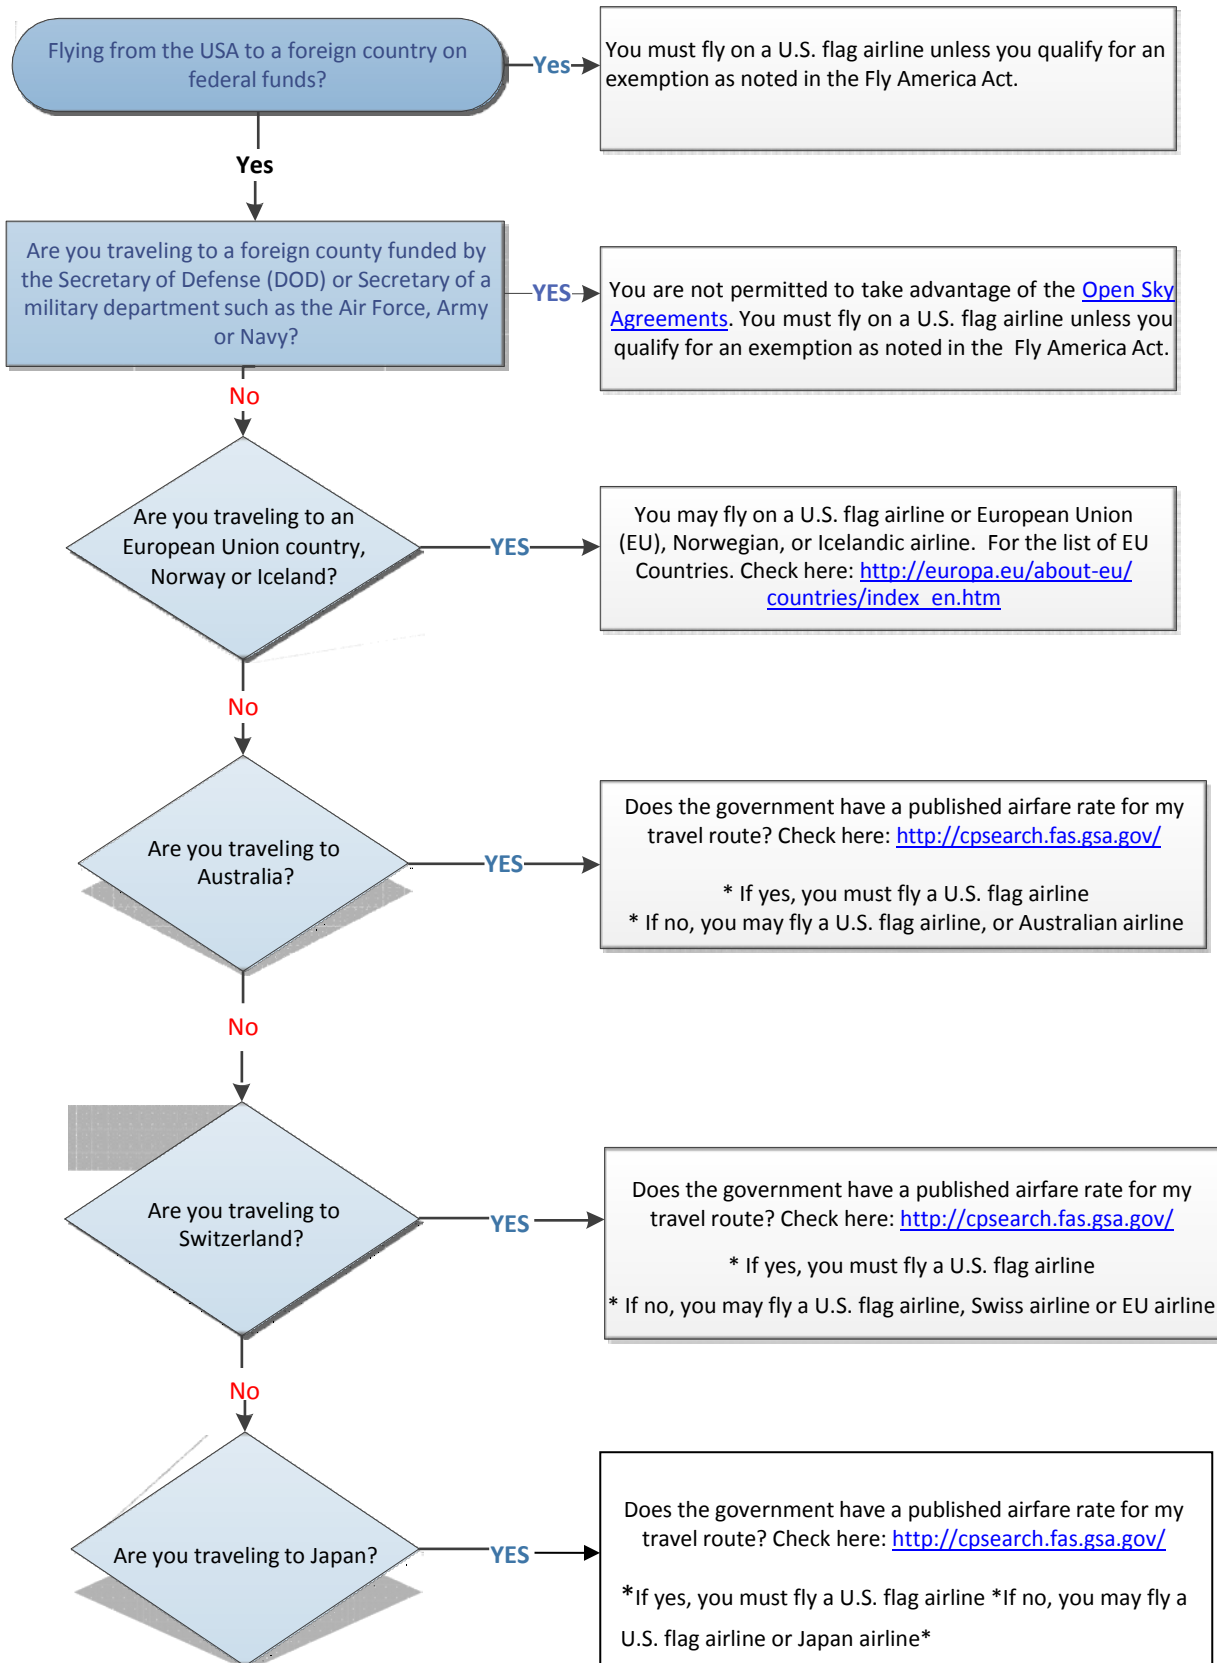 Flying from the USA to a foreign country on
federal funds?
Yes
You must fly on a U.S. flag airline unless you qualify for an
exemption as noted in the Fly America Act.
Yes
Are you traveling to a foreign county funded by
the Secretary of Defense (DOD) or Secretary of a
military department such as the Air Force, Army
or Navy?
YES
You are not permitted to take advantage of the Open Sky
Agreements. You must fly on a U.S. flag airline unless you
qualify for an exemption as noted in the Fly America Act.
No
Are you traveling to an
European Union country,
Norway or Iceland?
YES
You may fly on a U.S. flag airline or European Union
(EU), Norwegian, or Icelandic airline. For the list of EU
Countries. Check here: http://europa.eu/about-eu/
countries/index_en.htm
No
Are you traveling to
Australia?
YES
Does the government have a published airfare rate for my
travel route? Check here: http://cpsearch.fas.gsa.gov/
* If yes, you must fly a U.S. flag airline
* If no, you may fly a U.S. flag airline, or Australian airline
No
Are you traveling to
Switzerland?
YES
Does the government have a published airfare rate for my
travel route? Check here: http://cpsearch.fas.gsa.gov/
* If yes, you must fly a U.S. flag airline
* If no, you may fly a U.S. flag airline, Swiss airline or EU airline
No
Are you traveling to Japan?
YES
Does the government have a published airfare rate for my
travel route? Check here: http://cpsearch.fas.gsa.gov/
*If yes, you must fly a U.S. flag airline *If no, you may fly a
U.S. flag airline or Japan airline*